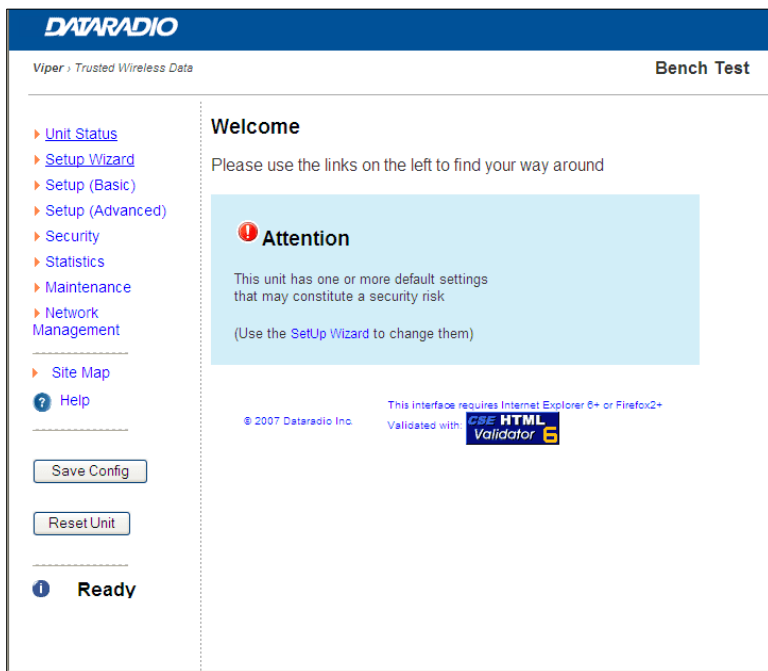 DATARADIO
Viper › Trusted Wireless Data
Bench Test
Unit Status
Setup Wizard
Setup (Basic)
Setup (Advanced)
Security
Statistics
Maintenance
Network
Management
Site Map
Help
Save Config
Reset Unit
Ready
Welcome
Please use the links on the left to find your way around
Attention
This unit has one or more default settings
that may constitute a security risk
(Use the SetUp Wizard to change them)
© 2007 Dataradio Inc.
This interface requires Internet Explorer 6+ or Firefox2+
Validated with:
CSE HTML
Validator 6